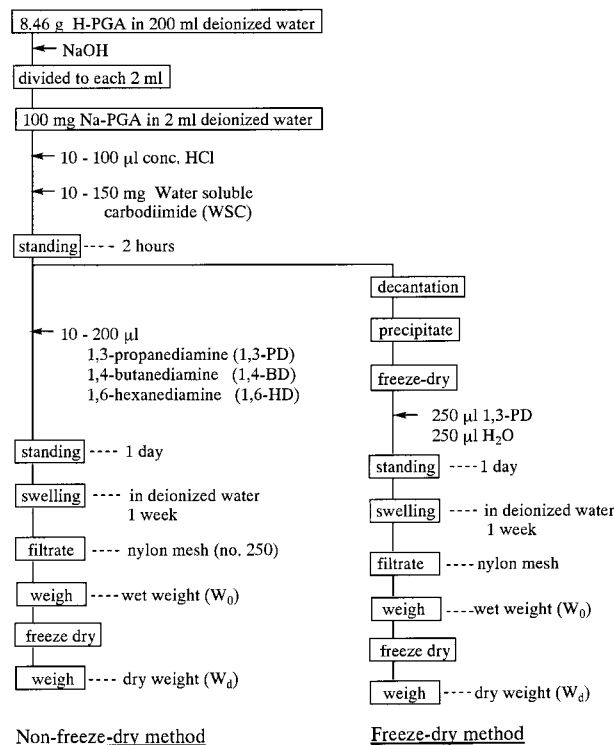 8.46 g H-PGA in 200 ml deionized water
NaOH
divided to each 2 ml
100 mg Na-PGA in 2 ml deionized water
10 - 100 µl conc. HCl
10 - 150 mg Water soluble
carbodiimide (WSC)
standing ---- 2 hours
10 - 200 µl
1,3-propanediamine (1,3-PD)
1,4-butanediamine (1,4-BD)
1,6-hexanediamine (1,6-HD)
standing ---- 1 day
swelling ---- in deionized water
1 week
filtrate ---- nylon mesh (no. 250)
weigh ---- wet weight (W₀)
freeze dry
weigh ---- dry weight (W_d)
Non-freeze-dry method
decantation
precipitate
freeze-dry
250 µl 1,3-PD
250 µl H₂O
standing ---- 1 day
swelling ---- in deionized water
1 week
filtrate ---- nylon mesh
weigh ---- wet weight (W₀)
freeze dry
weigh ---- dry weight (W_d)
Freeze-dry method